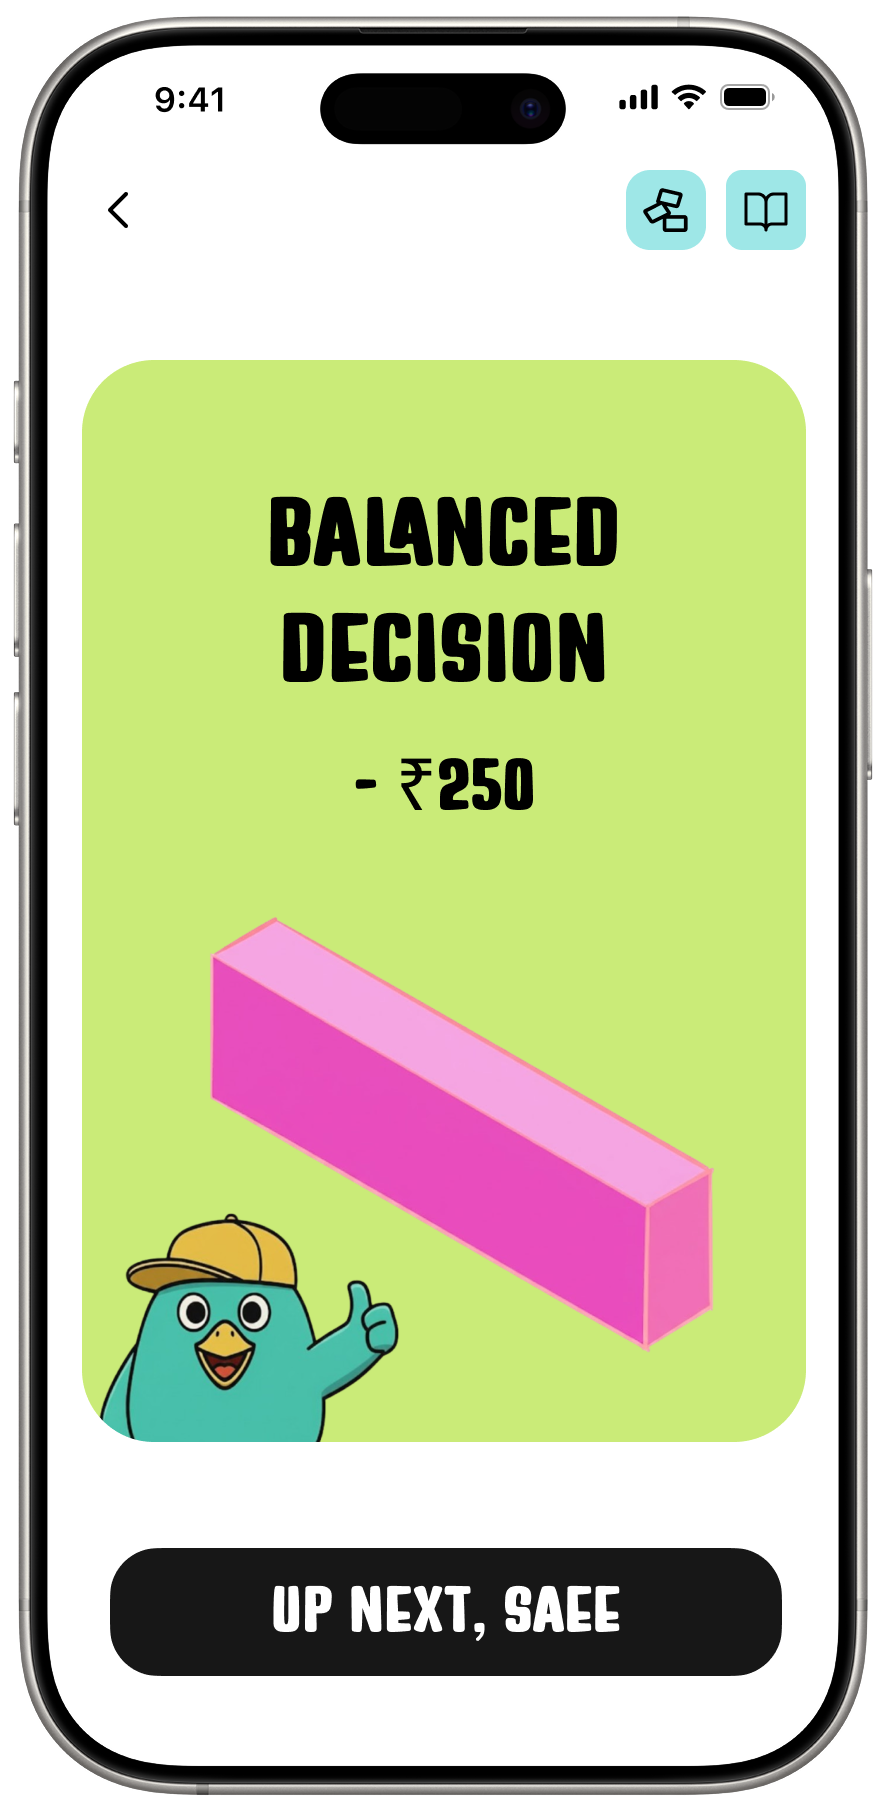 9:41
BALANCED
DECISION
- ₹250
UP NEXT, SAEE